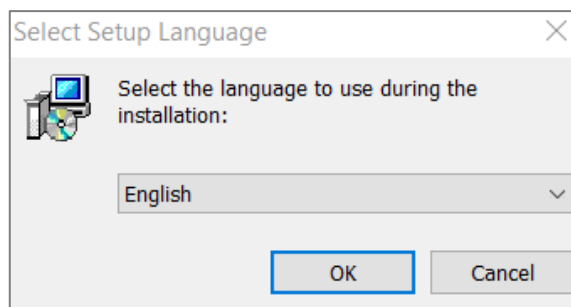 Select Setup Language
Select the language to use during the
installation:
English
OK
Cancel